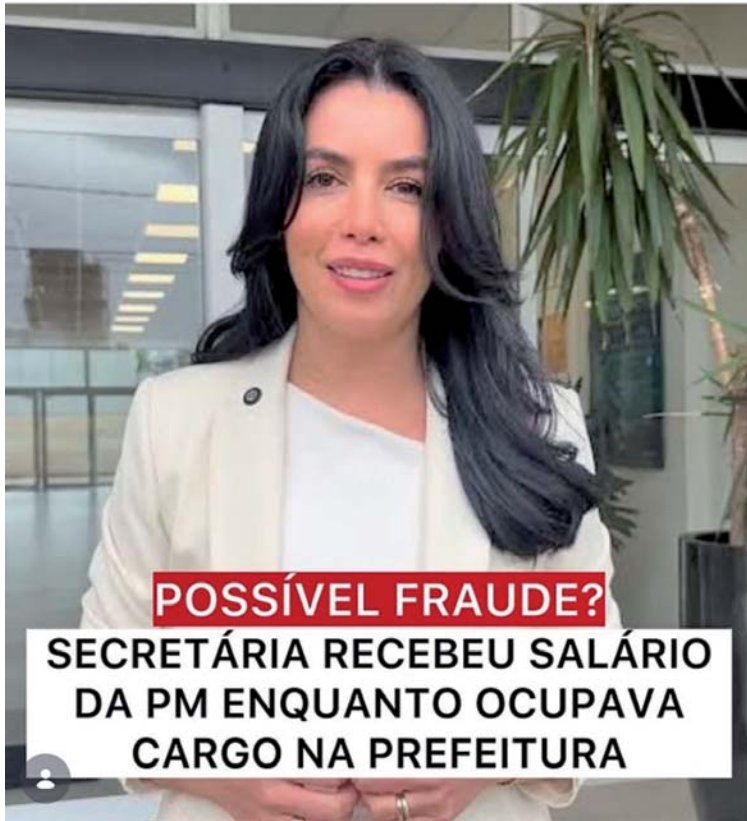 POSSÍVEL FRAUDE?
SECRETÁRIA RECEBEU SALÁRIO
DA PM ENQUANTO OCUPAVA
CARGO NA PREFEITURA